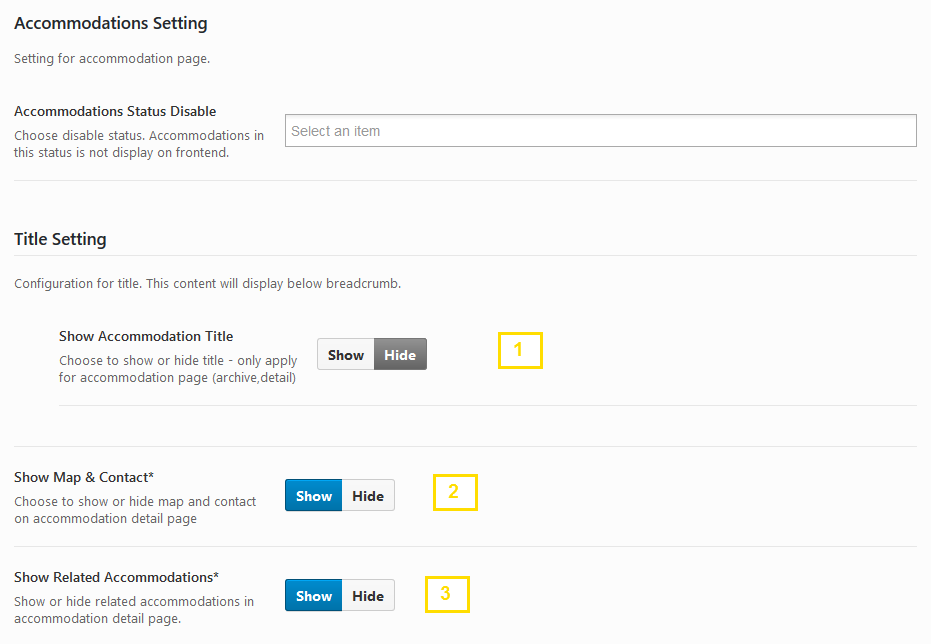 Accommodations Setting
Setting for accommodation page.
Accommodations Status Disable
Choose disable status. Accommodations in
this status is not display on frontend.
Select an item
Title Setting
Configuration for title. This content will display below breadcrumb.
Show Accommodation Title
Choose to show or hide title - only apply
for accommodation page (archive,detail)
Show Hide
1
Show Map & Contact*
Choose to show or hide map and contact
on accommodation detail page
Show Hide
2
Show Related Accommodations*
Show or hide related accommodations in
accommodation detail page.
Show Hide
3